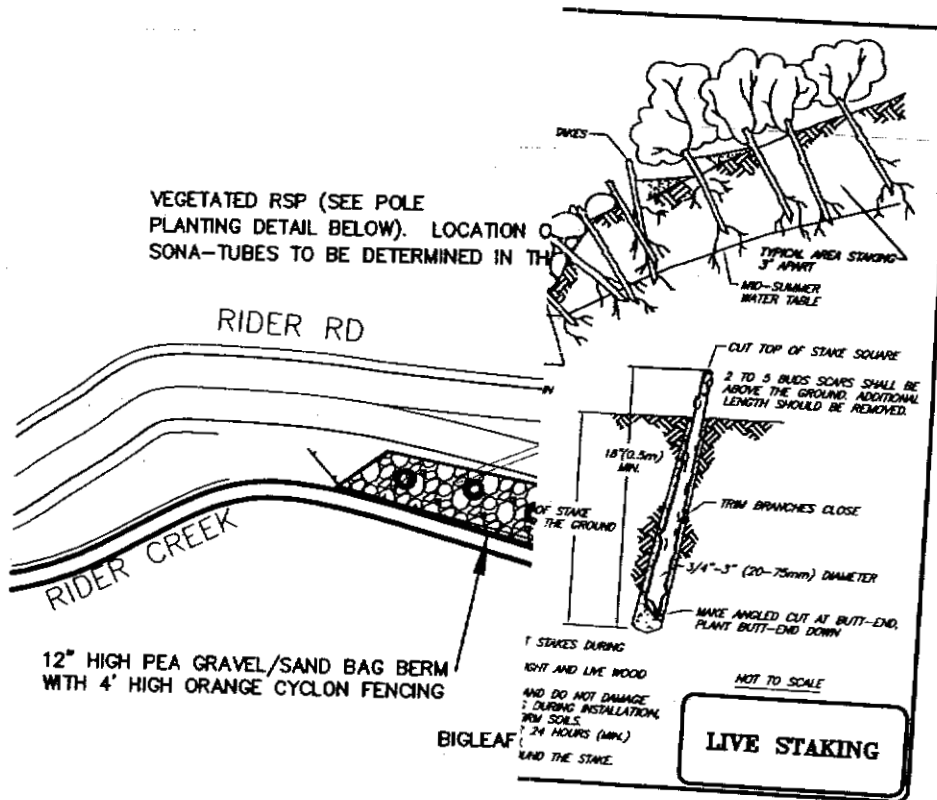 VEGETATED RSP (SEE POLE
PLANTING DETAIL BELOW). LOCATION
SONA-TUBES TO BE DETERMINED IN
RIDER RD
RIDER CREEK
12" HIGH PEA GRAVEL/SAND BAG BERM
WITH 4' HIGH ORANGE CYCLON FENCING
BIGLEAF
TAKES
TYPICAL AREA STAKING
3' APART
MID-SUMMER
WATER TABLE
IN
CUT TOP OF STAKE SQUARE
2 TO 5 BUDS SCARS SHALL BE
ABOVE THE GROUND. ADDITIONAL
LENGTH SHOULD BE REMOVED.
18"(0.5m)
MIN.
OF STAKE
THE GROUND
TRIM BRANCHES CLOSE
3/4"-3" (20-75mm) DIAMETER
MAKE ANGLED CUT AT BUTT-END.
PLANT BUTT-END DOWN
T STAKES DURING
IGHT AND LIVE WOOD
AND DO NOT DAMAGE
DURING INSTALLATION,
SOILS.
24 HOURS (MIN.)
UND THE STAKE.
NOT TO SCALE
LIVE STAKING